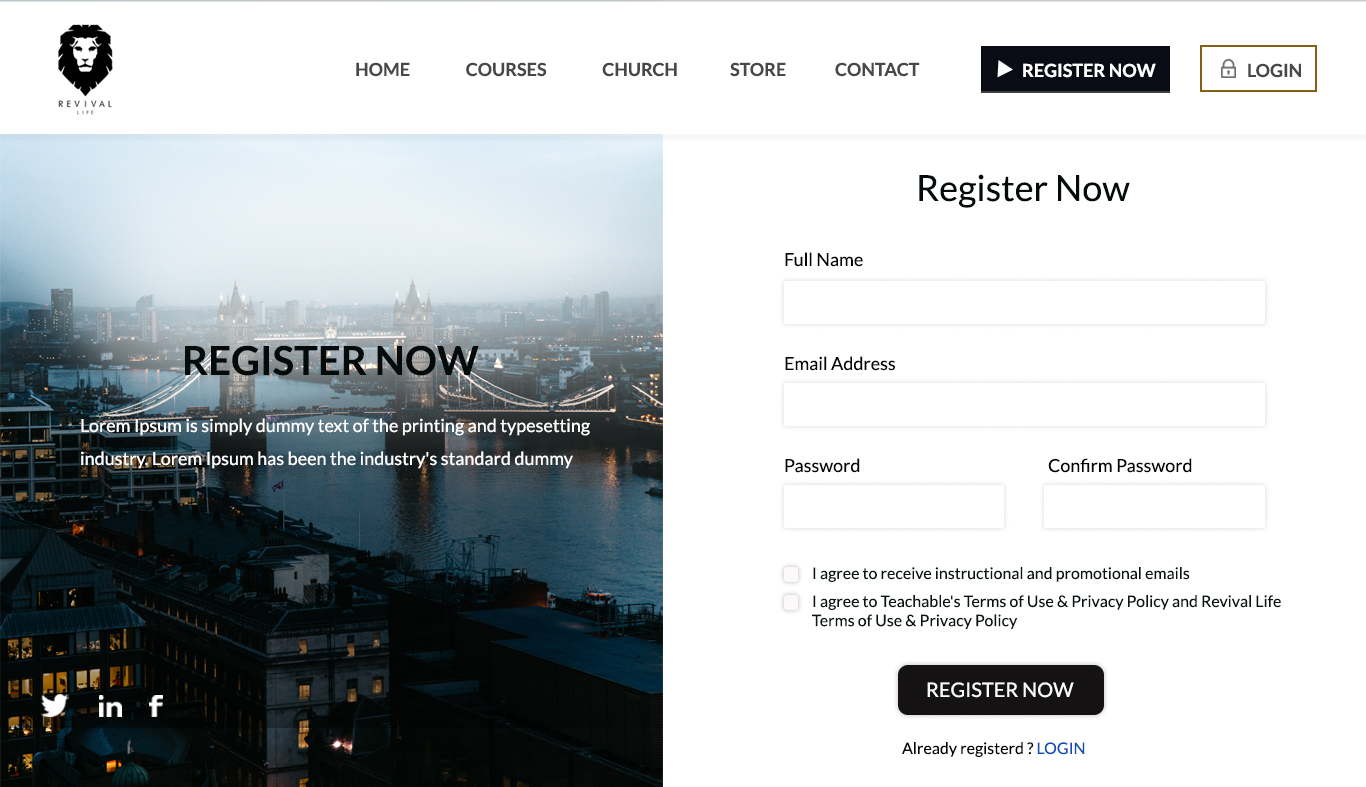 REVIVAL
LIFE
HOME COURSES CHURCH STORE CONTACT REGISTER NOW LOGIN
REGISTER NOW
Lorem Ipsum is simply dummy text of the printing and typesetting
industry. Lorem Ipsum has been the industry's standard dummy
Register Now
Full Name
Email Address
Password Confirm Password
I agree to receive instructional and promotional emails
I agree to Teachable's Terms of Use & Privacy Policy and Revival Life
Terms of Use & Privacy Policy
REGISTER NOW
Already registerd ? LOGIN